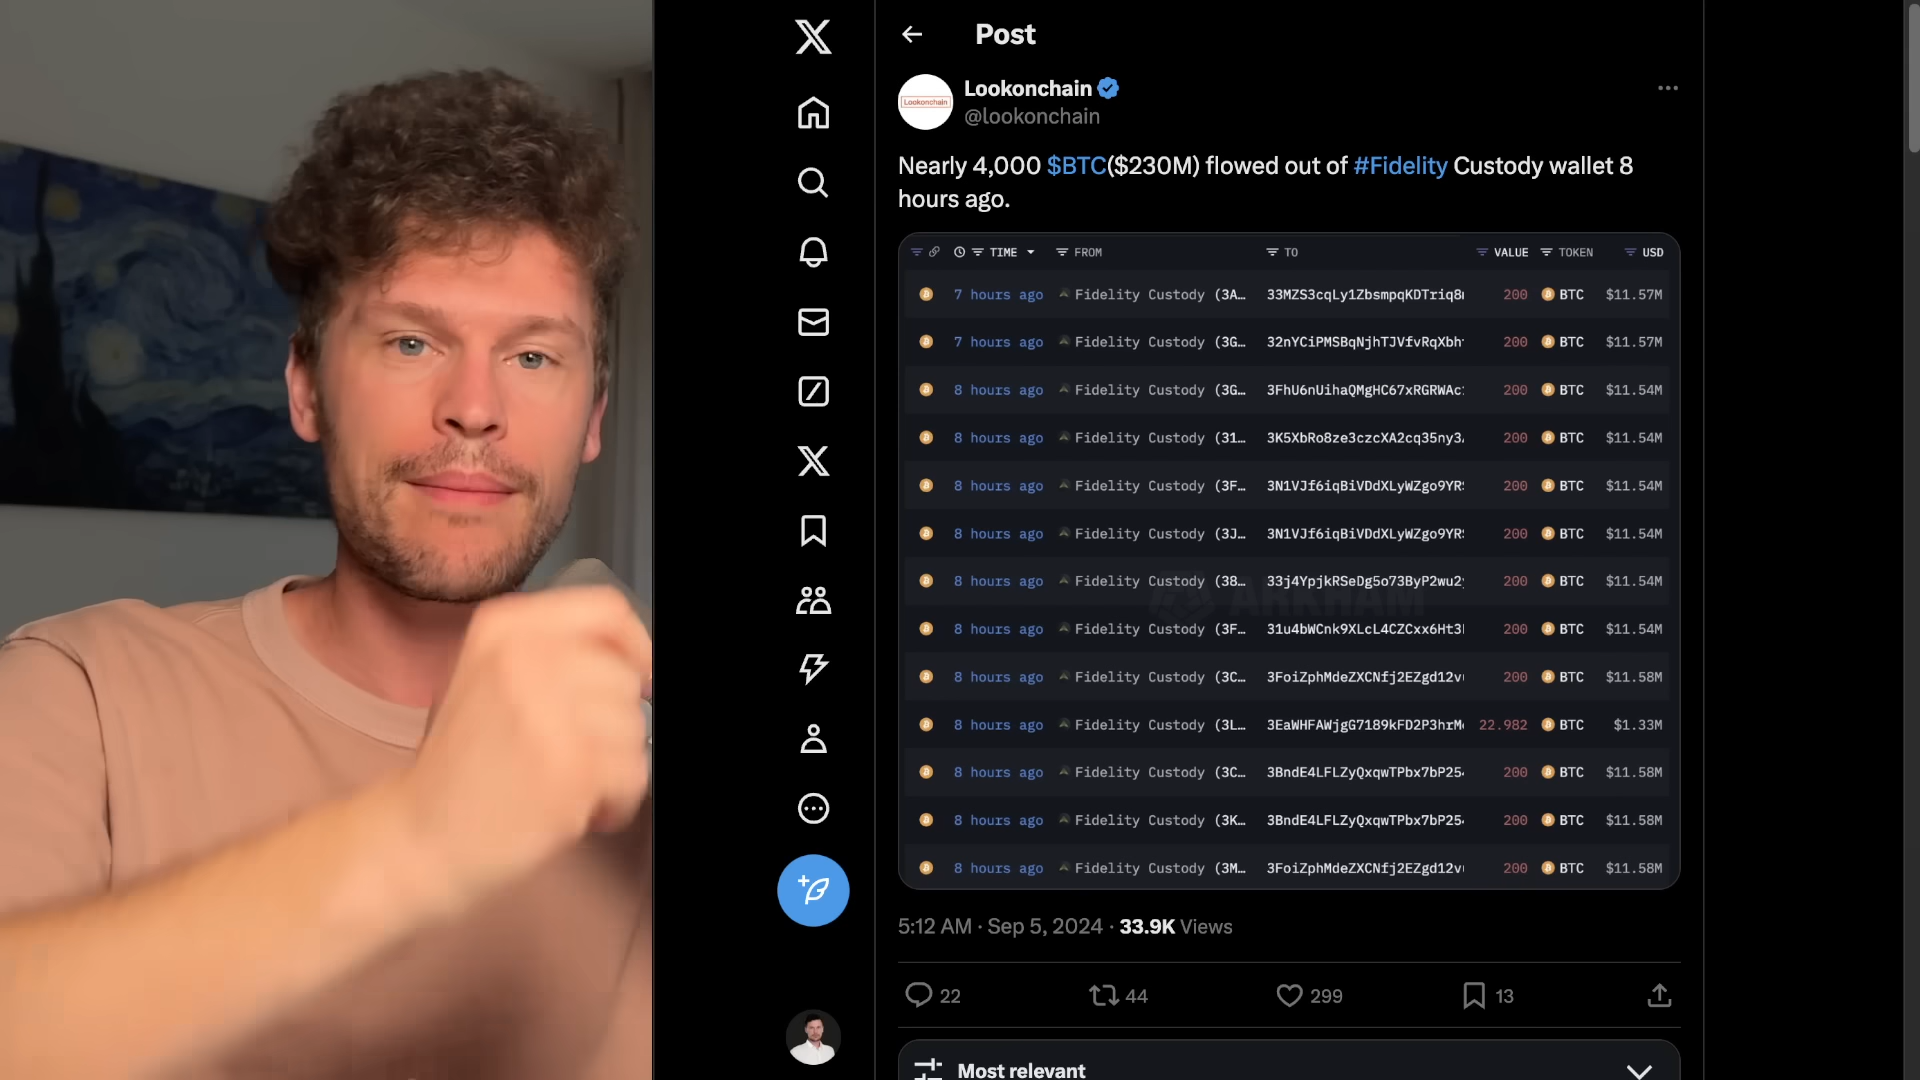 Post
Lookonchain
Lookonchain
@lookonchain
Nearly 4,000 $BTC($230M) flowed out of #Fidelity Custody wallet 8
hours ago.
TIME FROM TO VALUE TOKEN USD
7 hours ago Fidelity Custody (3A… 33MZS3cqLy1ZbsmpqKDTriq8 200 BTC $11.57M
7 hours ago Fidelity Custody (3G… 32nYCiPMSBqNjhTJVfvRqXbh 200 BTC $11.57M
8 hours ago Fidelity Custody (3G… 3FhU6nUihaQMgHC67xRGRWAc 200 BTC $11.54M
8 hours ago Fidelity Custody (31… 3K5XbRo8ze3czcXA2cq35ny3 200 BTC $11.54M
8 hours ago Fidelity Custody (3F… 3N1VJf6iqBiVDdXLyWZgo9YR 200 BTC $11.54M
8 hours ago Fidelity Custody (3J… 3N1VJf6iqBiVDdXLyWZgo9YR 200 BTC $11.54M
8 hours ago Fidelity Custody (38… 33j4YpjkRSeDg5o73ByP2wu2 200 BTC $11.54M
ARKHAM
8 hours ago Fidelity Custody (3F… 31u4bWCnk9XLcL4CZCxx6Ht3 200 BTC $11.54M
8 hours ago Fidelity Custody (3C… 3FoiZphMdeZXCNfj2EZgd12v 200 BTC $11.58M
8 hours ago Fidelity Custody (3L… 3EaWHFAWjgG7189kFD2P3hrM 22.982 BTC $1.33M
8 hours ago Fidelity Custody (3C… 3BndE4LFLZyQxqwTPbx7bP25 200 BTC $11.58M
8 hours ago Fidelity Custody (3K… 3BndE4LFLZyQxqwTPbx7bP25 200 BTC $11.58M
8 hours ago Fidelity Custody (3M… 3FoiZphMdeZXCNfj2EZgd12v 200 BTC $11.58M
5:12 AM · Sep 5, 2024 · 33.9K Views
22 44 299 13
Most relevant